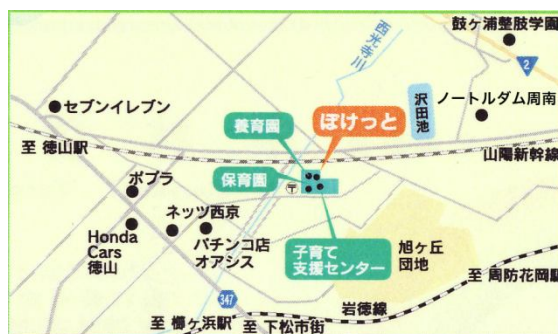 鼓ヶ浦整肢学園
2
西光寺川
沢田池
ノートルダム周南
セブンイレブン
養育園
ぽけっと
至 徳山駅
山陽新幹線
保育園
〒
ポプラ
ネッツ西京
Honda
Cars
徳山
パチンコ店
オアシス
子育て
支援センター
旭ヶ丘
団地
至 周防花岡駅
347
岩徳線
至 櫛ヶ浜駅
至 下松市街